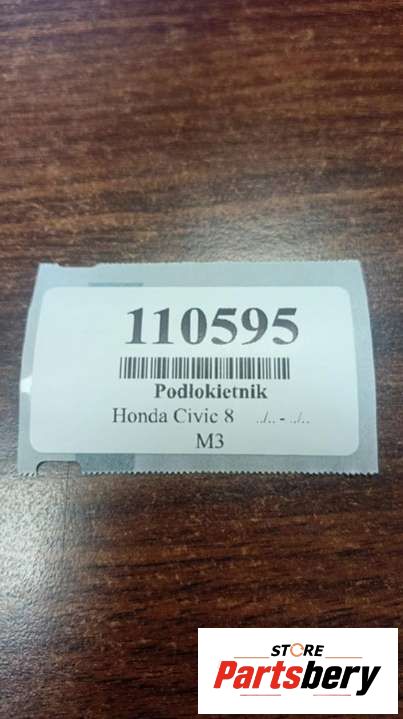 110595
Podłokietnik
Honda Civic 8 ../.. - ../..
M3
STORE
Partsbery